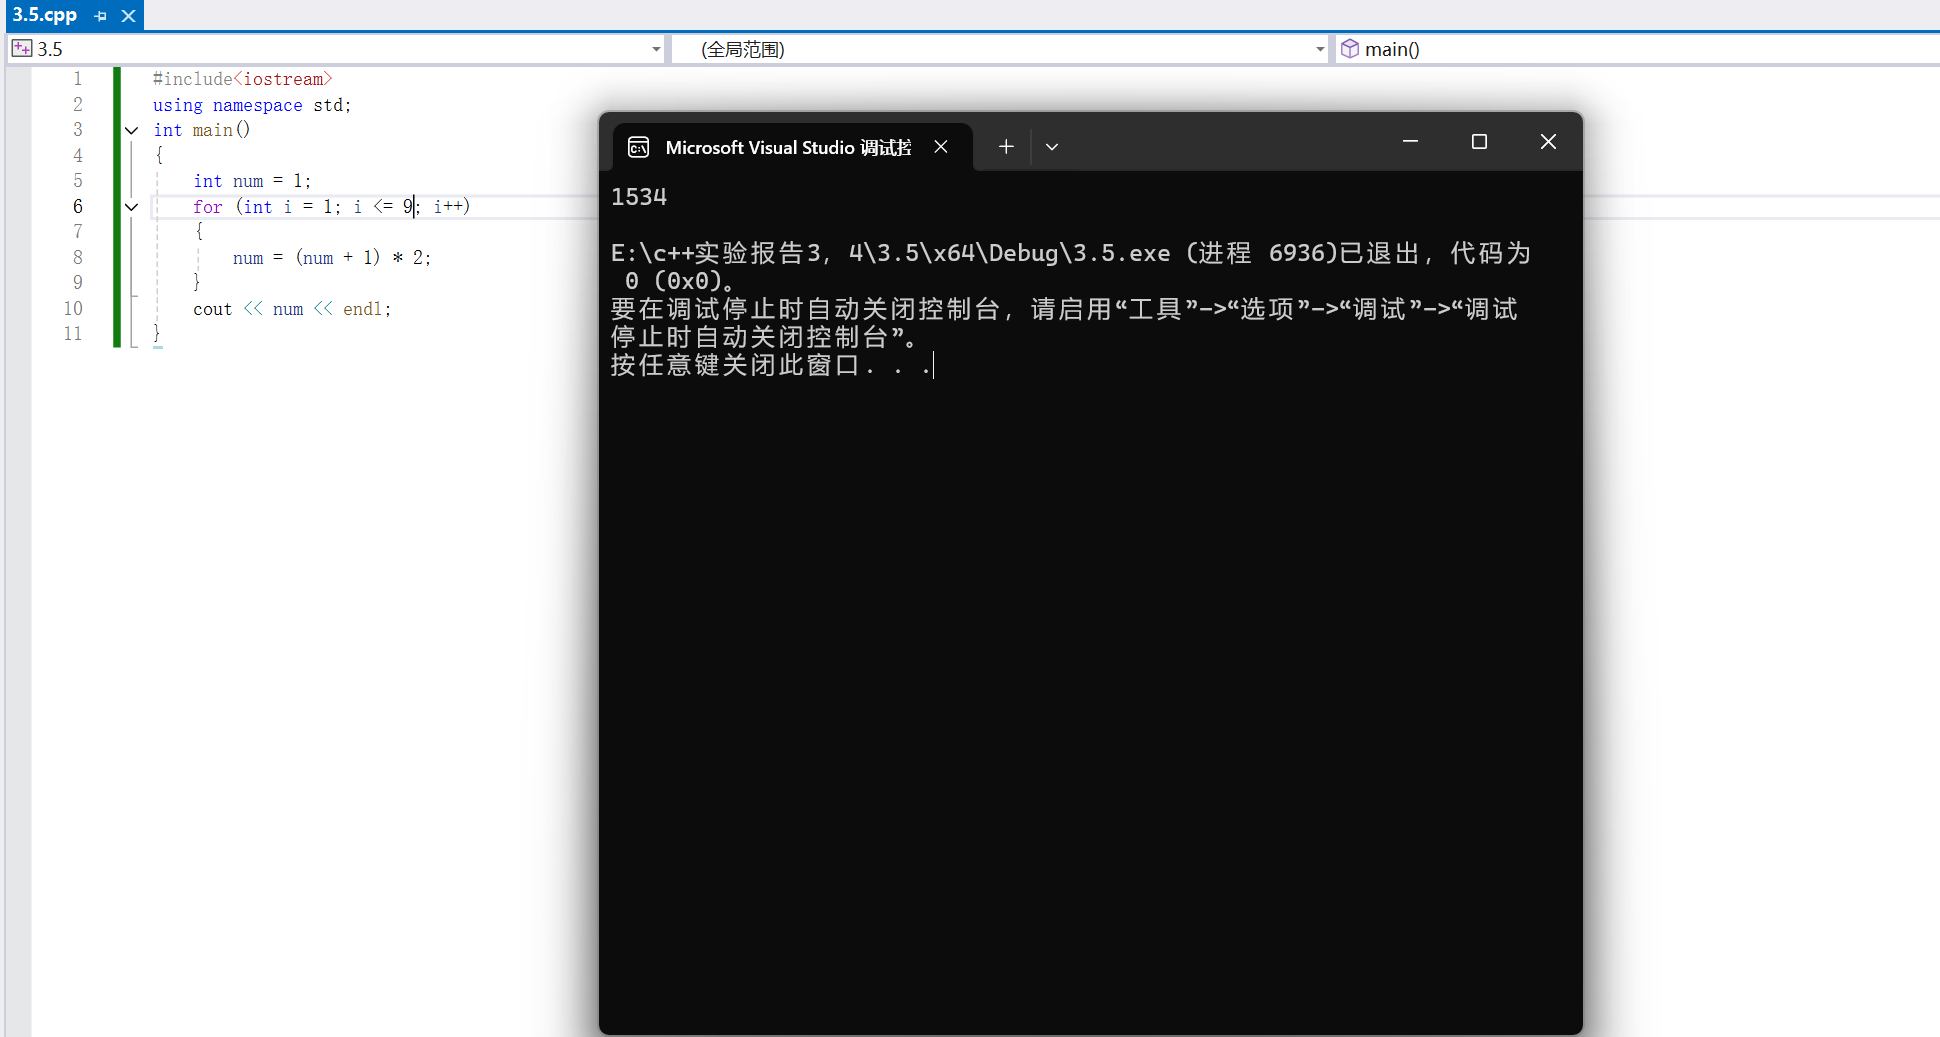 3.5.cpp
3.5
(全局范围)
main()
1 #include<iostream>
2 using namespace std;
3 int main()
4 {
5 int num = 1;
6 for (int i = 1; i <= 9; i++)
7 {
8 num = (num + 1) * 2;
9 }
10 cout << num << endl;
11 }
Microsoft Visual Studio 调试控
1534
E:\c++实验报告3, 4\3.5\x64\Debug\3.5.exe (进程 6936)已退出，代码为
0 (0x0)。
要在调试停止时自动关闭控制台，请启用“工具”->“选项”->“调试”->“调试
停止时自动关闭控制台”。
按任意键关闭此窗口. . .